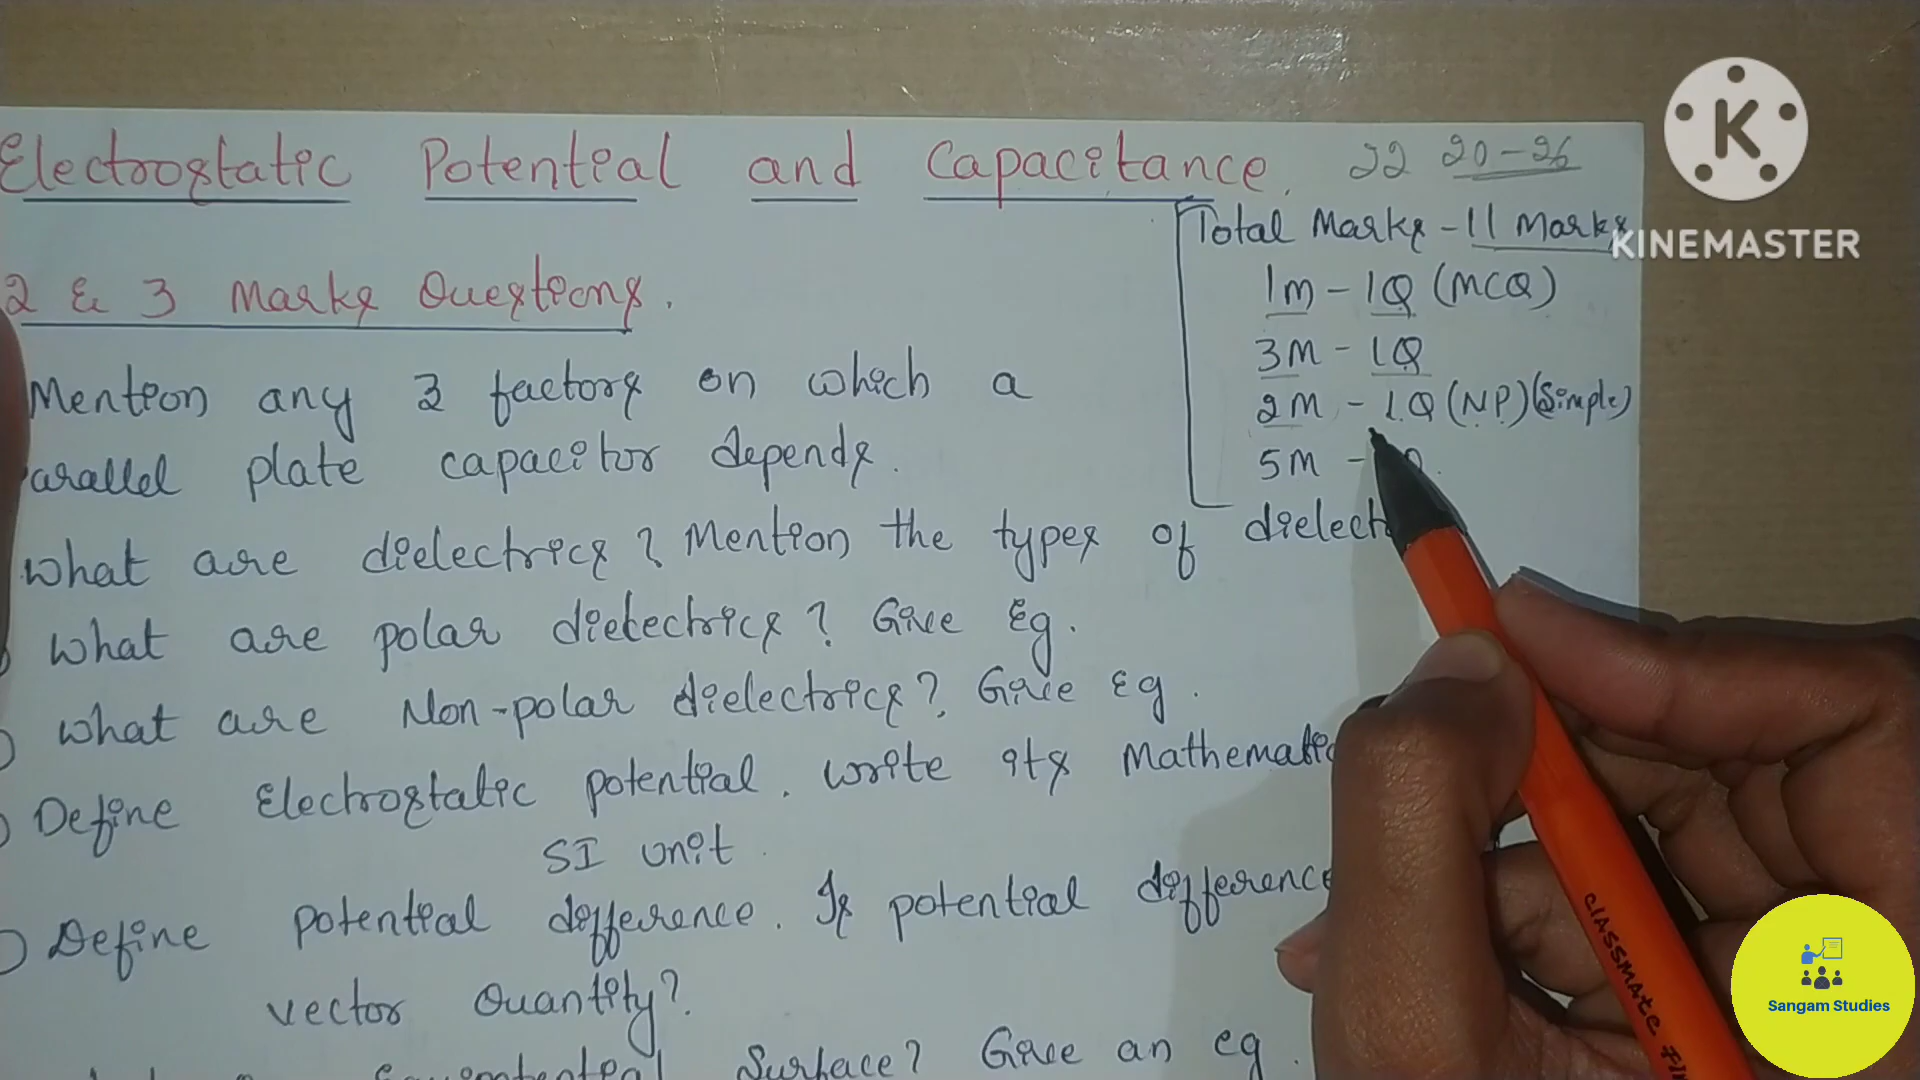 Electrostatic Potential and Capacitance. 22 20-26
Total Marks - 11 Marks
KINEMASTER
2 & 3 Marks Questions.
1M - 1Q (MCQ)
3M - 1Q
2M - 1Q (NP) (Simple)
5M -
Mention any 3 factors on which a
parallel plate capacitor depends.
What are dielectrics? Mention the types of
What are polar dielectrics? Give Eg.
What are Non-polar dielectrics? Give Eg.
Define Electrostatic potential. write its
SI unit
Define potential difference. Is potential difference
vector Quantity?
Equipotential Surface? Give an eg.
CLASSMATE
Sangam Studies